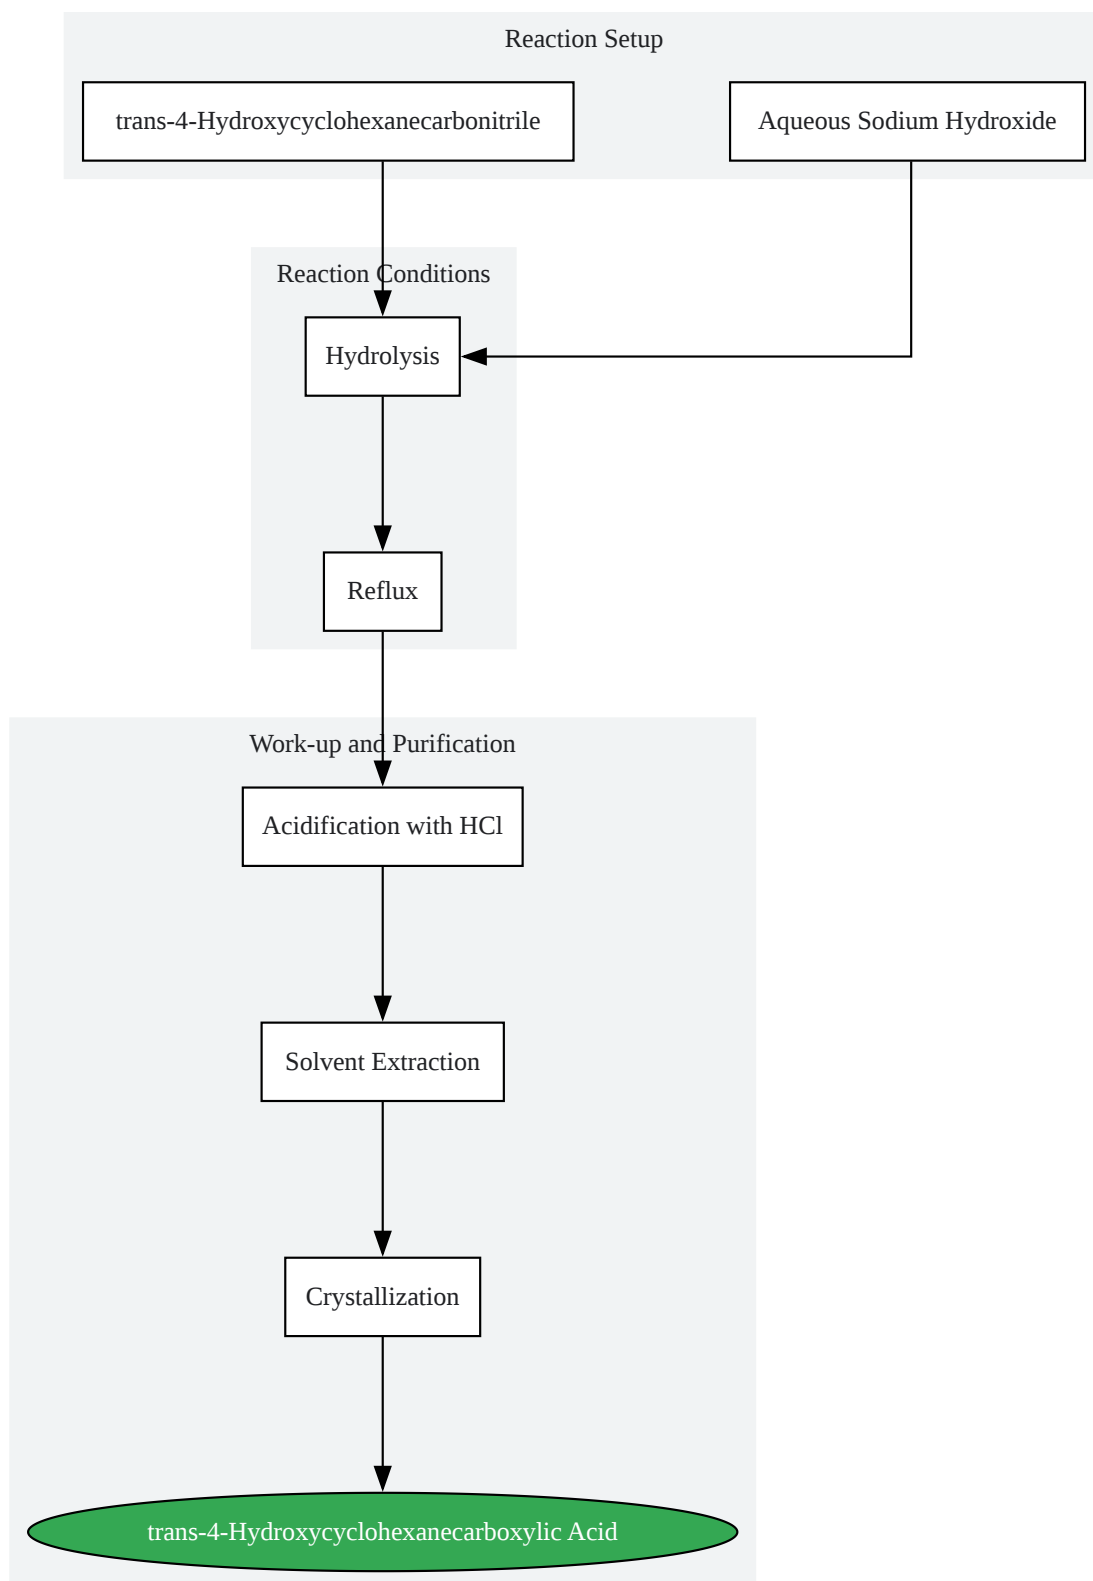 Reaction Setup
trans-4-Hydroxycyclohexanecarbonitrile
Aqueous Sodium Hydroxide
Reaction Conditions
Hydrolysis
Reflux
Work-up and Purification
Acidification with HCl
Solvent Extraction
Crystallization
trans-4-Hydroxycyclohexanecarboxylic Acid